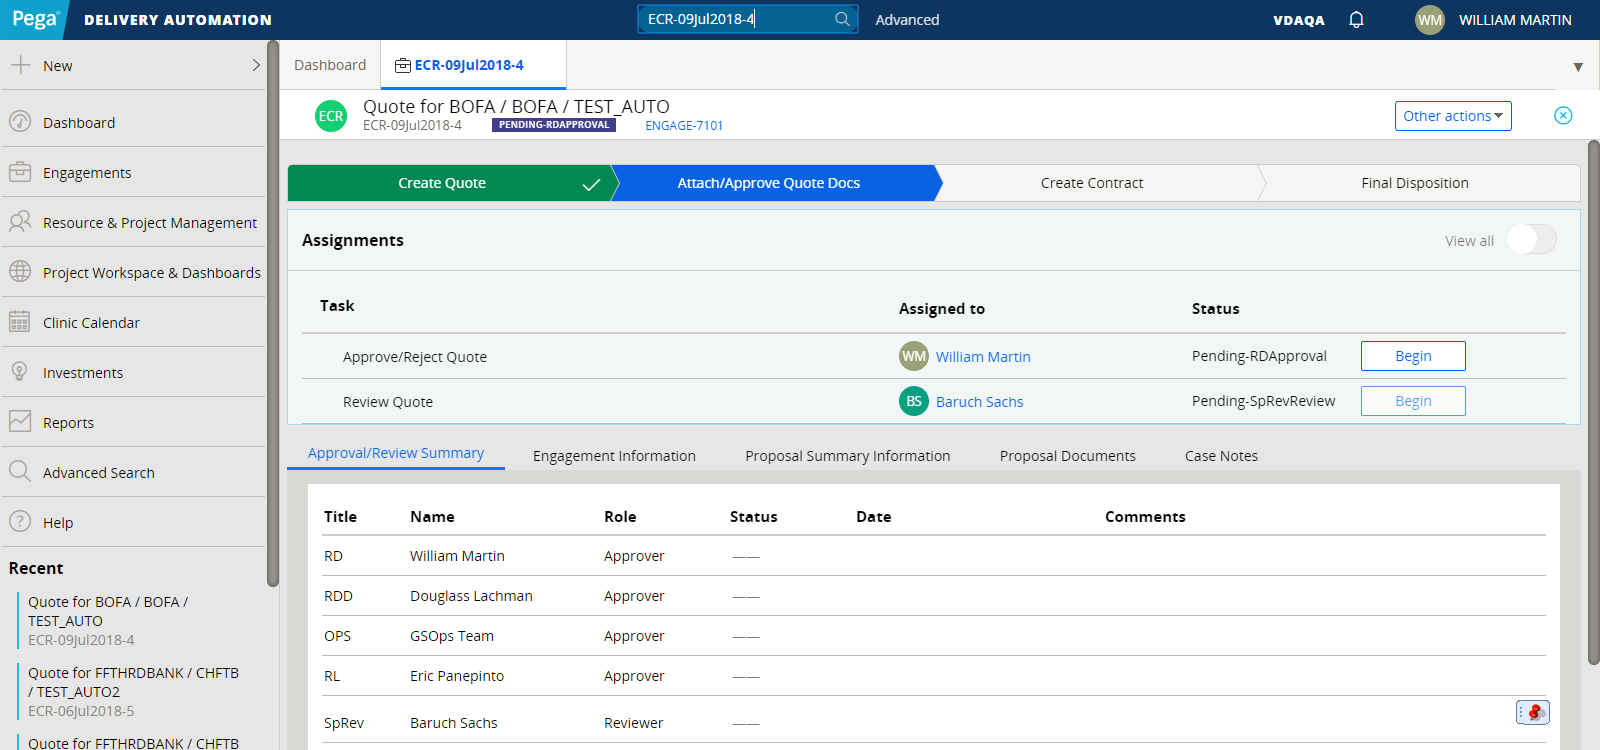 Pega DELIVERY AUTOMATION
ECR-09Jul2018-4
Advanced
VDAQA
WM WILLIAM MARTIN
New
Dashboard
Engagements
Resource & Project Management
Project Workspace & Dashboards
Clinic Calendar
Investments
Reports
Advanced Search
Help
Recent
Quote for BOFA / BOFA /
TEST_AUTO
ECR-09Jul2018-4
Quote for FFTHRDBANK / CHFTB
/ TEST_AUTO2
ECR-06Jul2018-5
Quote for FFTHRDBANK / CHFTB
Dashboard ECR-09Jul2018-4
ECR Quote for BOFA / BOFA / TEST_AUTO
ECR-09Jul2018-4 PENDING-RDAPPROVAL ENGAGE-7101
Other actions
Create Quote Attach/Approve Quote Docs Create Contract Final Disposition
Assignments View all
Task Assigned to Status
Approve/Reject Quote WM William Martin Pending-RDApproval Begin
Review Quote BS Baruch Sachs Pending-SpRevReview Begin
Approval/Review Summary Engagement Information Proposal Summary Information Proposal Documents Case Notes
Title Name Role Status Date Comments
RD William Martin Approver ——
RDD Douglass Lachman Approver ——
OPS GSOps Team Approver ——
RL Eric Panepinto Approver ——
SpRev Baruch Sachs Reviewer ——